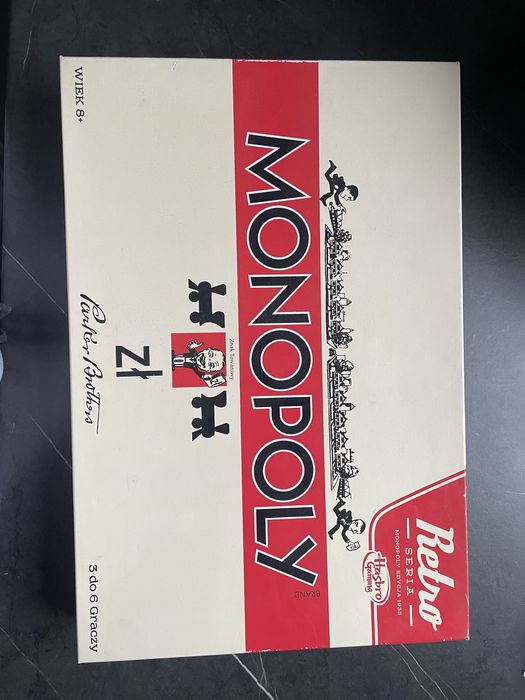 Retro
SERIA
MONOPOLY EDYCJA 1935
Hasbro
Gaming
MONOPOLY
BRAND
Znak Towarowy
zł
WIEK 8+
Parker Brothers
3 do 6 Graczy